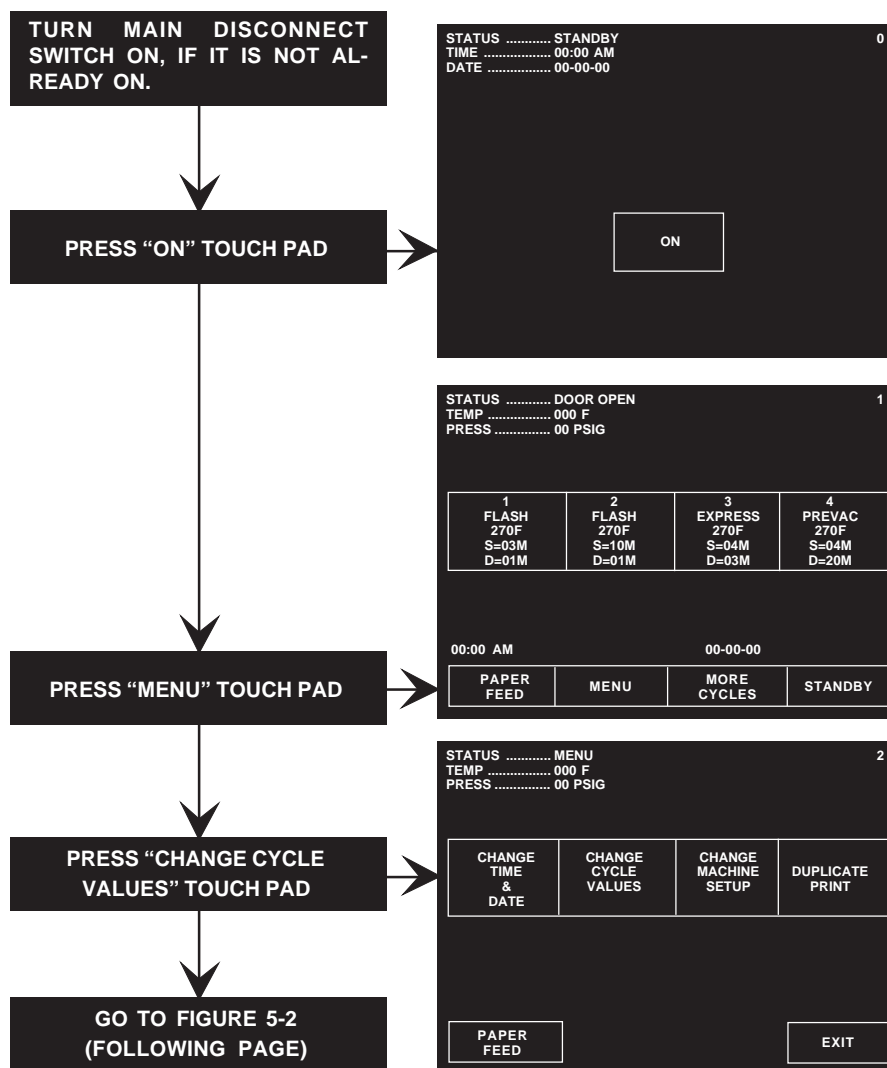 TURN MAIN DISCONNECT
SWITCH ON, IF IT IS NOT AL-
READY ON.
STATUS ........... STANDBY 0
TIME ................. 00:00 AM
DATE ................ 00-00-00
PRESS “ON” TOUCH PAD
ON
STATUS ............ DOOR OPEN 1
TEMP ................ 000 F
PRESS .............. 00 PSIG
1
FLASH
270F
S=03M
D=01M
2
FLASH
270F
S=10M
D=01M
3
EXPRESS
270F
S=04M
D=03M
4
PREVAC
270F
S=04M
D=20M
00:00 AM 00-00-00
PRESS “MENU” TOUCH PAD
PAPER
FEED
MENU
MORE
CYCLES
STANDBY
STATUS ........... MENU 2
TEMP ................ 000 F
PRESS .............. 00 PSIG
PRESS “CHANGE CYCLE
VALUES” TOUCH PAD
CHANGE
TIME
&
DATE
CHANGE
CYCLE
VALUES
CHANGE
MACHINE
SETUP
DUPLICATE
PRINT
GO TO FIGURE 5-2
(FOLLOWING PAGE)
PAPER
FEED
EXIT